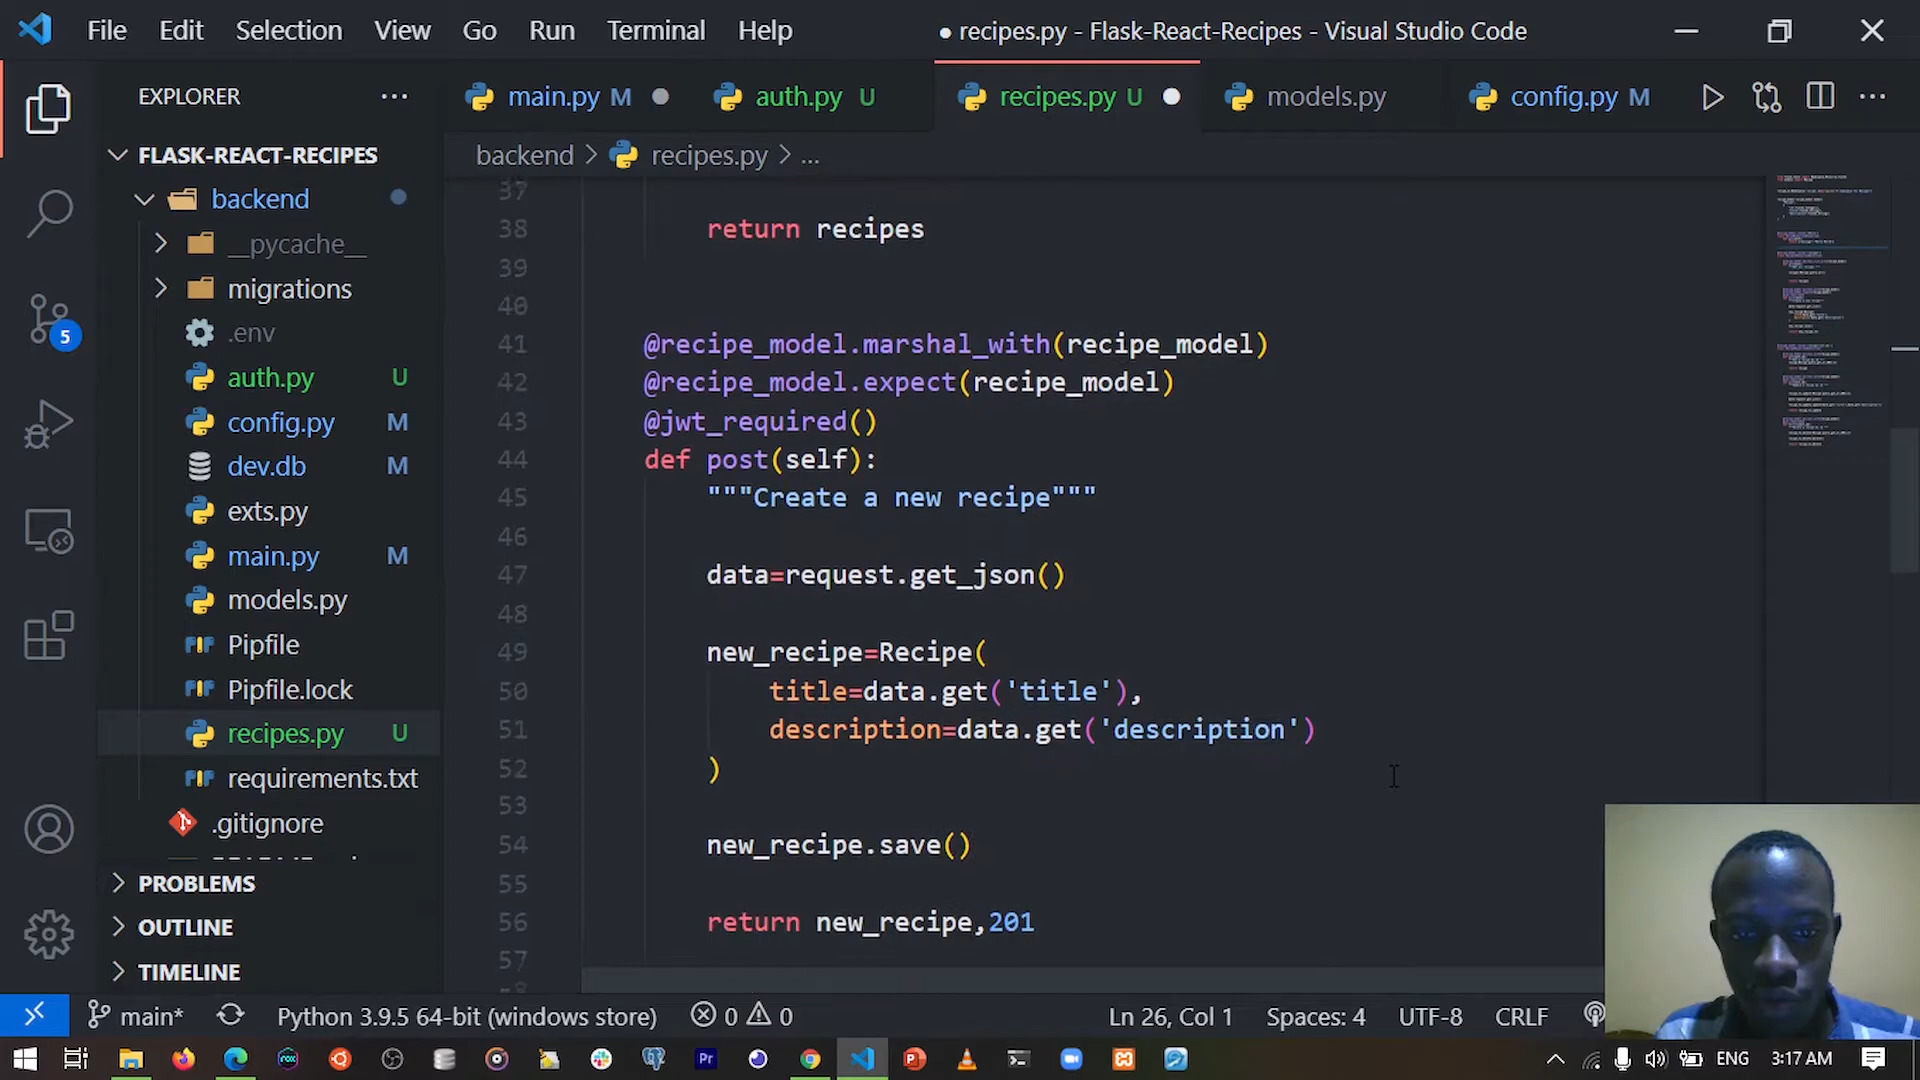 File Edit Selection View Go Run Terminal Help
● recipes.py - Flask-React-Recipes - Visual Studio Code
EXPLORER
main.py M
auth.py U
recipes.py U
models.py
config.py M
FLASK-REACT-RECIPES
backend > recipes.py > ...
backend
__pycache__
migrations
.env
auth.py U
config.py M
dev.db M
exts.py
main.py M
models.py
Pipfile
Pipfile.lock
recipes.py U
requirements.txt
.gitignore
PROBLEMS
OUTLINE
TIMELINE
5
37
38 return recipes
39
40
41 @recipe_model.marshal_with(recipe_model)
42 @recipe_model.expect(recipe_model)
43 @jwt_required()
44 def post(self):
45 """Create a new recipe"""
46
47 data=request.get_json()
48
49 new_recipe=Recipe(
50 title=data.get('title'),
51 description=data.get('description')
52 )
53
54 new_recipe.save()
55
56 return new_recipe,201
57
main* Python 3.9.5 64-bit (windows store) 0 0 Ln 26, Col 1 Spaces: 4 UTF-8 CRLF
Pr ENG 3:17 AM